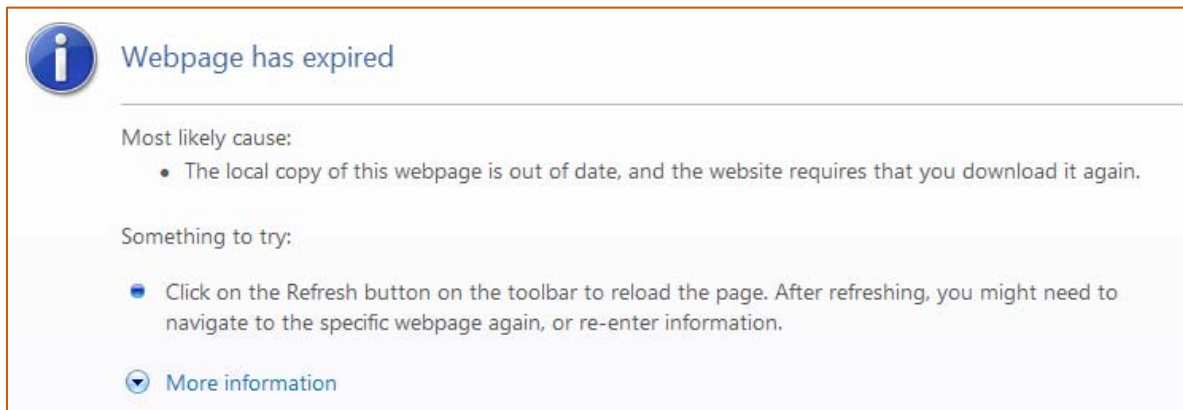 Webpage has expired
Most likely cause:
• The local copy of this webpage is out of date, and the website requires that you download it again.
Something to try:
Click on the Refresh button on the toolbar to reload the page. After refreshing, you might need to
navigate to the specific webpage again, or re-enter information.
More information